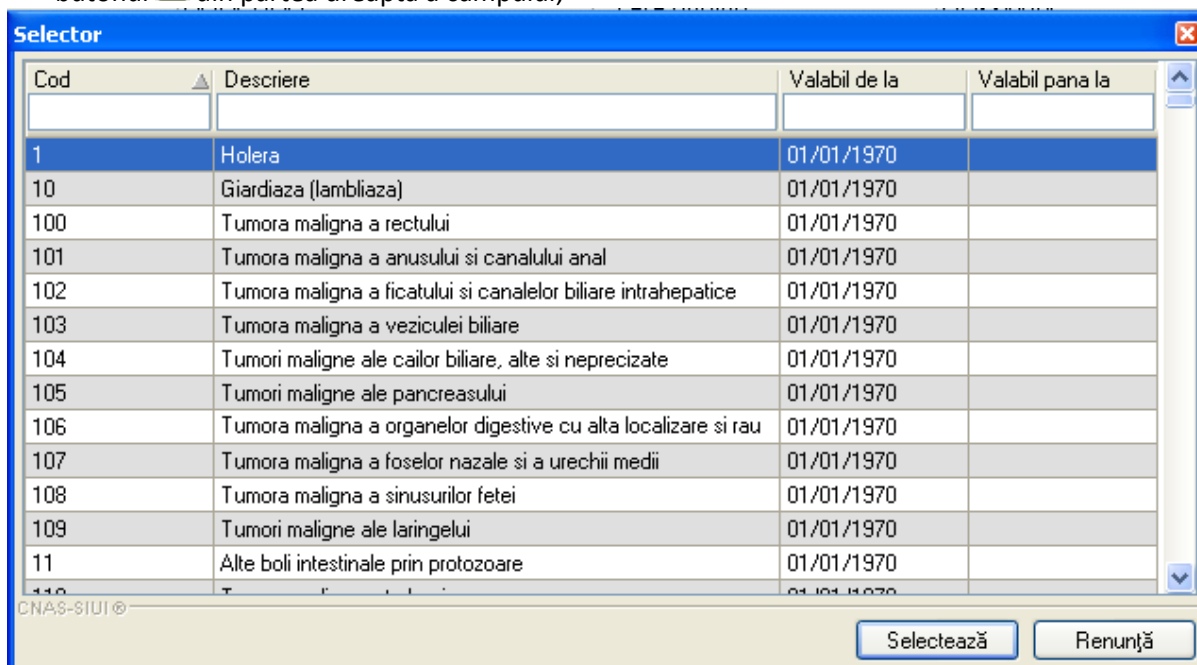 din partea dreapta a campului)
Selector
Cod Descriere Valabil de la Valabil pana la
1 Holera 01/01/1970
10 Giardiaza (lambliaza) 01/01/1970
100 Tumora maligna a rectului 01/01/1970
101 Tumora maligna a anusului si canalului anal 01/01/1970
102 Tumora maligna a ficatului si canalelor biliare intrahepatice 01/01/1970
103 Tumora maligna a veziculei biliare 01/01/1970
104 Tumori maligne ale cailor biliare, alte si neprecizate 01/01/1970
105 Tumori maligne ale pancreasului 01/01/1970
106 Tumora maligna a organelor digestive cu alta localizare si rau 01/01/1970
107 Tumora maligna a foselor nazale si a urechii medii 01/01/1970
108 Tumora maligna a sinusurilor fetei 01/01/1970
109 Tumori maligne ale laringelui 01/01/1970
11 Alte boli intestinale prin protozoare 01/01/1970
CNAS-SIUI ®
Selectează Renunţă